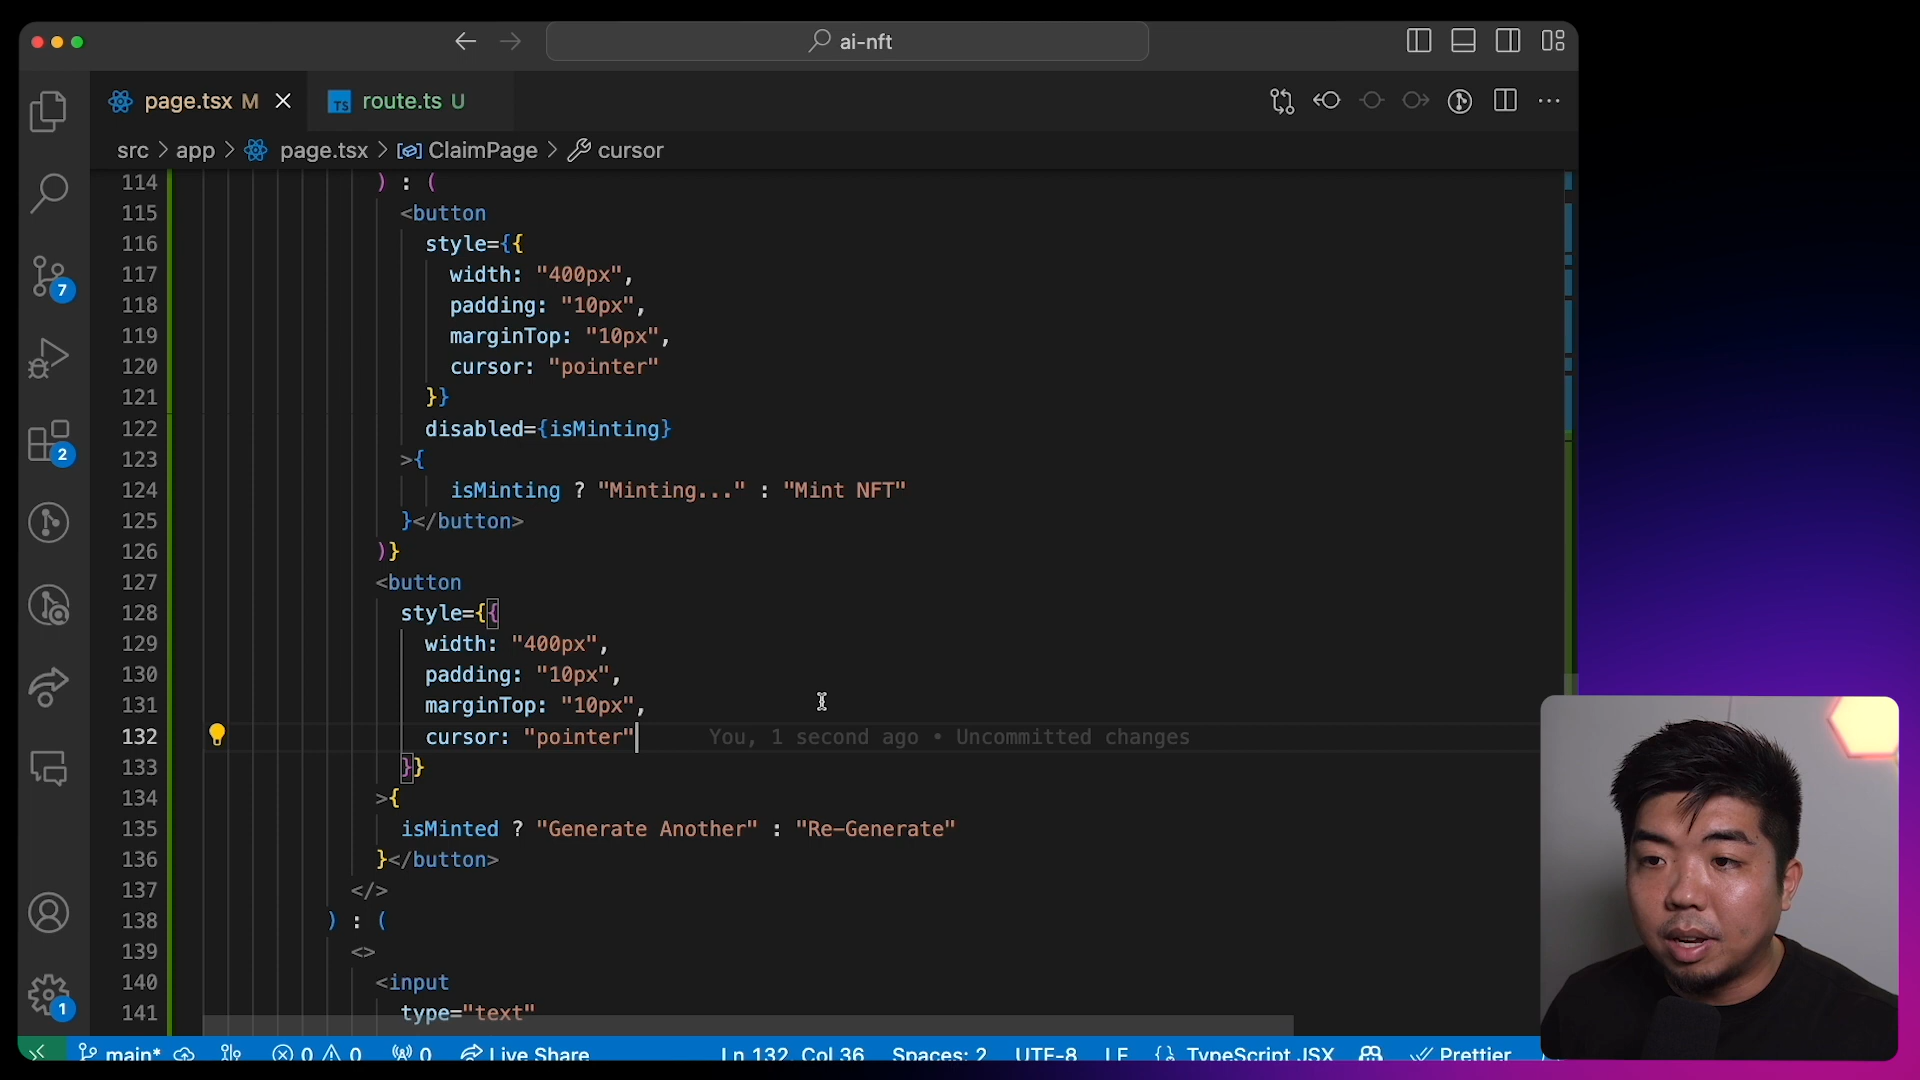 ai-nft
page.tsx M
TS route.ts U
src > app > page.tsx > ClaimPage > cursor
114 ) : (
115 <button
116 style={{
117 width: "400px",
118 padding: "10px",
119 marginTop: "10px",
120 cursor: "pointer"
121 }}
122 disabled={isMinting}
123 >{
124 isMinting ? "Minting..." : "Mint NFT"
125 }</button>
126 )}
127 <button
128 style={{
129 width: "400px",
130 padding: "10px",
131 marginTop: "10px",
132 cursor: "pointer" You, 1 second ago • Uncommitted changes
133 }}
134 >{
135 isMinted ? "Generate Another" : "Re-Generate"
136 }</button>
137 </>
138 ) : (
139 <>
140 <input
141 type="text"
7
2
1
main* 0 0 0 Live Share Ln 132, Col 36 Spaces: 2 UTF-8 LF {} TypeScript JSX Prettier